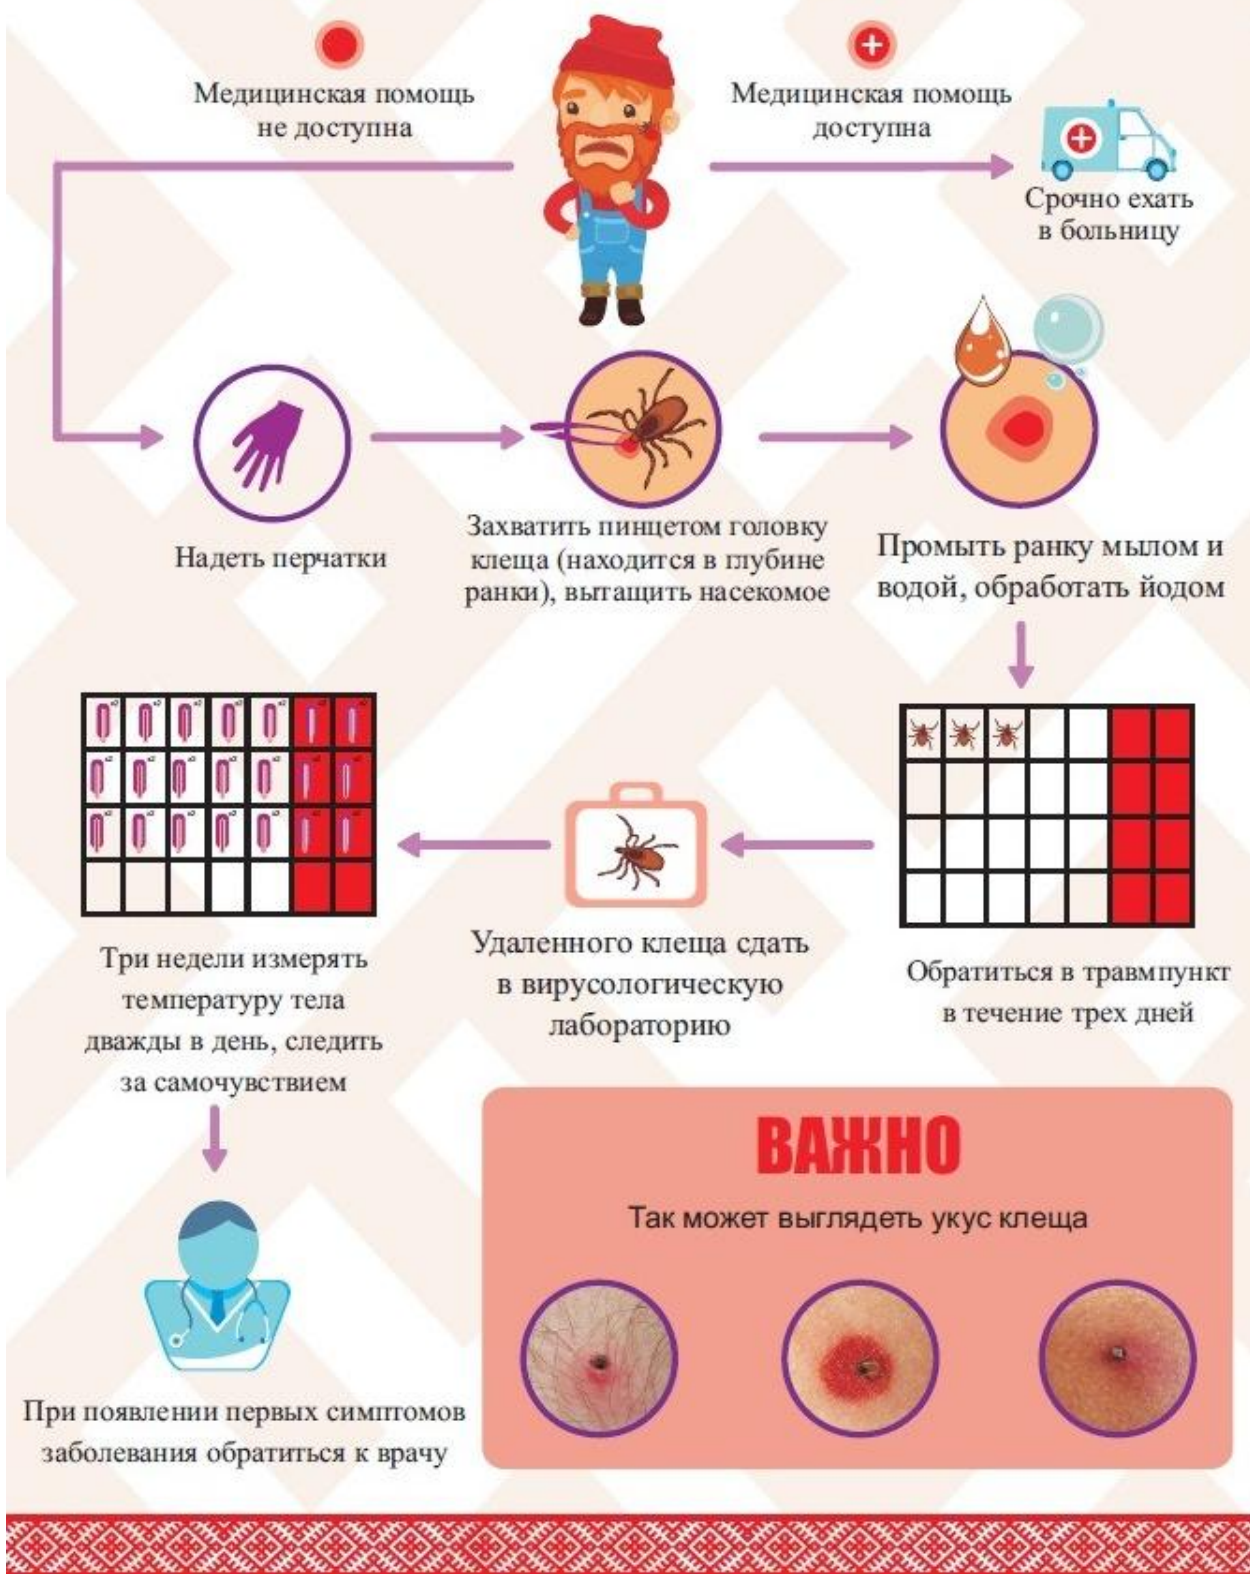 Медицинская помощь
не доступна
Медицинская помощь
доступна
Срочно ехать
в больницу
Надеть перчатки
Захватить пинцетом головку
клеща (находится в глубине
ранки), вытащить насекомое
Промыть ранку мылом и
водой, обработать йодом
Три недели измерять
температуру тела
дважды в день, следить
за самочувствием
Удаленного клеща сдать
в вирусологическую
лабораторию
Обратиться в травмпункт
в течение трех дней
При появлении первых симптомов
заболевания обратиться к врачу
ВАЖНО
Так может выглядеть укус клеща